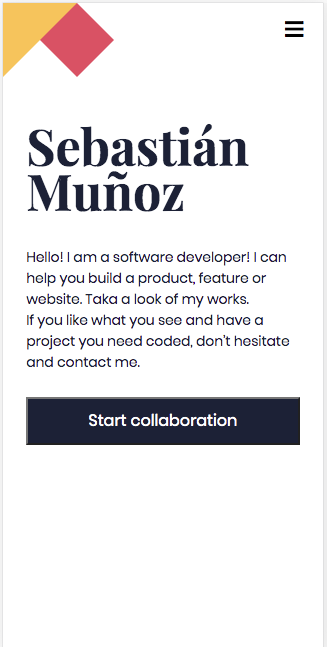 Sebastián
Muñoz
Hello! I am a software developer! I can
help you build a product, feature or
website. Taka a look of my works.
If you like what you see and have a
project you need coded, don't hesitate
and contact me.
Start collaboration